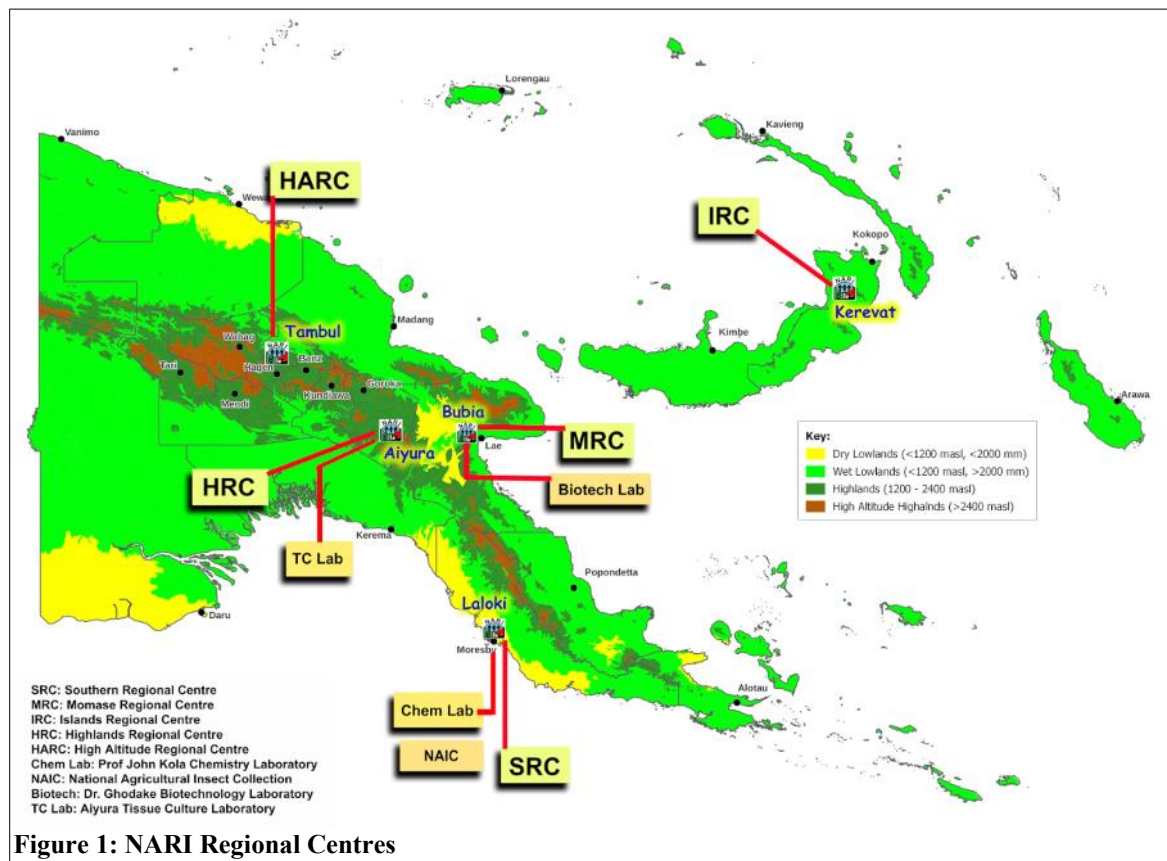 Lorengau
Kavieng
Vanimo
HARC
Wewa
IRC
Kokopo
Kerevat
Madang
Tambul
Wabag
Kimbe
Tari
Hagen
Baez
Mendi
Kundiawa
Goroka
Arawa
Bubia
MRC
Lae
Aiyura
HRC
Biotech Lab
Key:
Dry Lowlands (<1200 masl, <2000 mm)
Wet Lowlands (<1200 masl, >2000 mm)
Highlands (1200 - 2400 masl)
High Altitude Highalnds (>2400 masl)
Kerema
TC Lab
Popondetta
Laloki
Daru
Moresby
Alotau
Chem Lab
NAIC
SRC
SRC: Southern Regional Centre
MRC: Momase Regional Centre
IRC: Islands Regional Centre
HRC: Highlands Regional Centre
HARC: High Altitude Regional Centre
Chem Lab: Prof John Kola Chemistry Laboratory
NAIC: National Agricultural Insect Collection
Biotech: Dr. Ghodake Biotechnology Laboratory
TC Lab: Aiyura Tissue Culture Laboratory
Figure 1: NARI Regional Centres